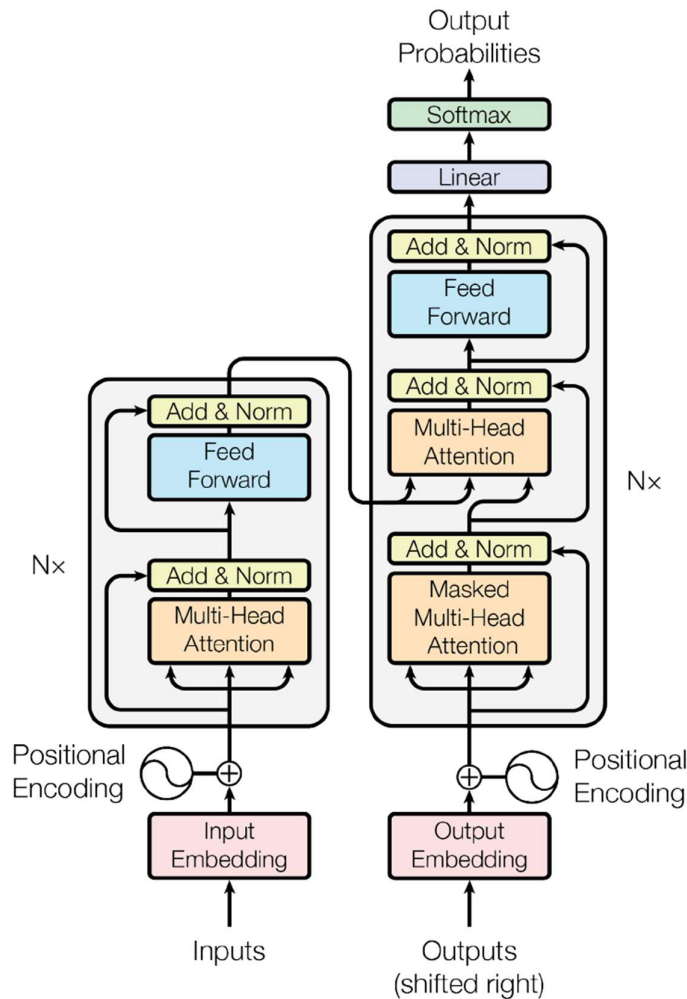 Output
Probabilities
Softmax
Linear
Add & Norm
Feed
Forward
Add & Norm
Multi-Head
Attention
Nx
Add & Norm
Masked
Multi-Head
Attention
Add & Norm
Feed
Forward
Nx
Add & Norm
Multi-Head
Attention
Positional
Encoding
Positional
Encoding
Input
Embedding
Output
Embedding
Inputs
Outputs
(shifted right)